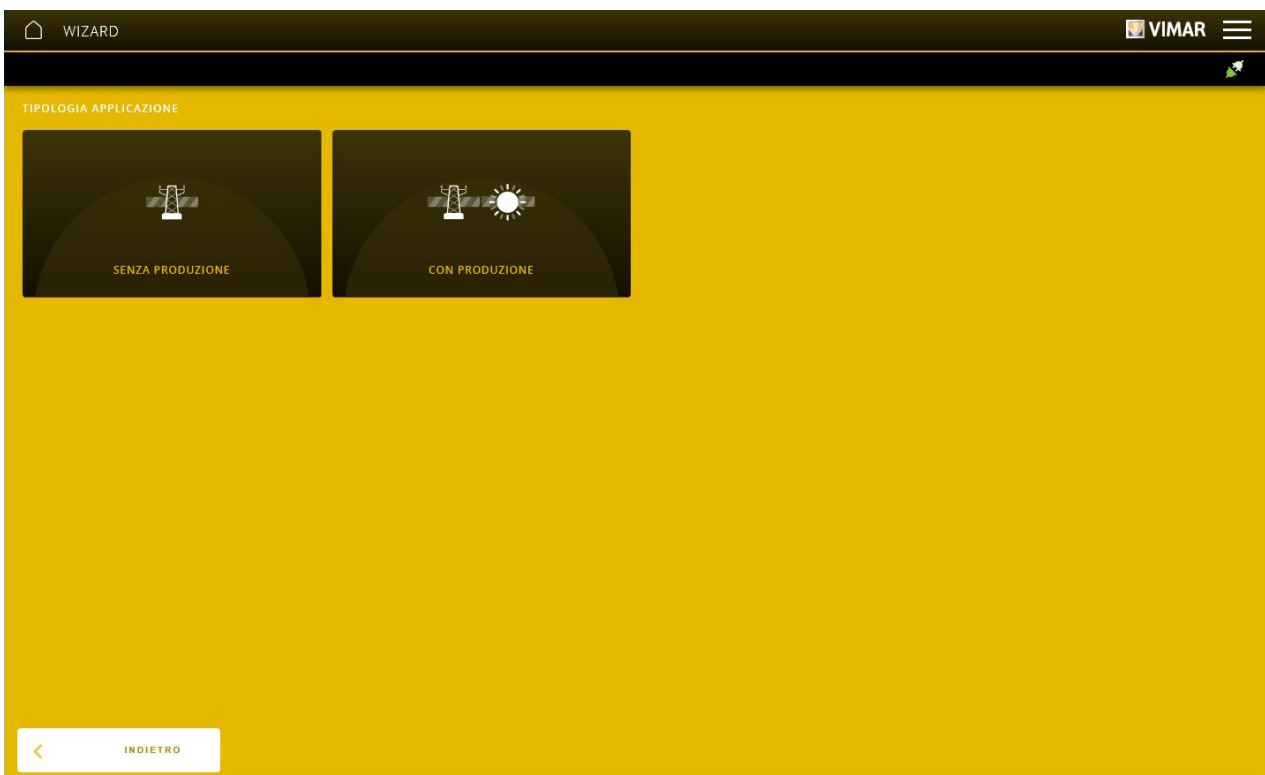 WIZARD
VIMAR
TIPOLOGIA APPLICAZIONE
SENZA PRODUZIONE
CON PRODUZIONE
INDIETRO